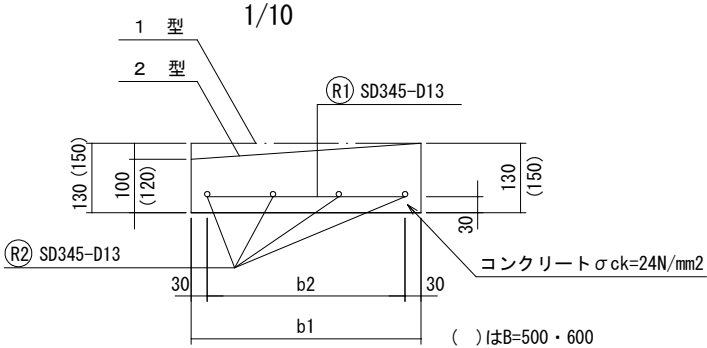 1/10
1 型
2 型
R1 SD345-D13
130 (150)
100
(120)
130
(150)
30
R2 SD345-D13
コンクリートσck=24N/mm2
30
b2
30
b1
( )はB=500・600